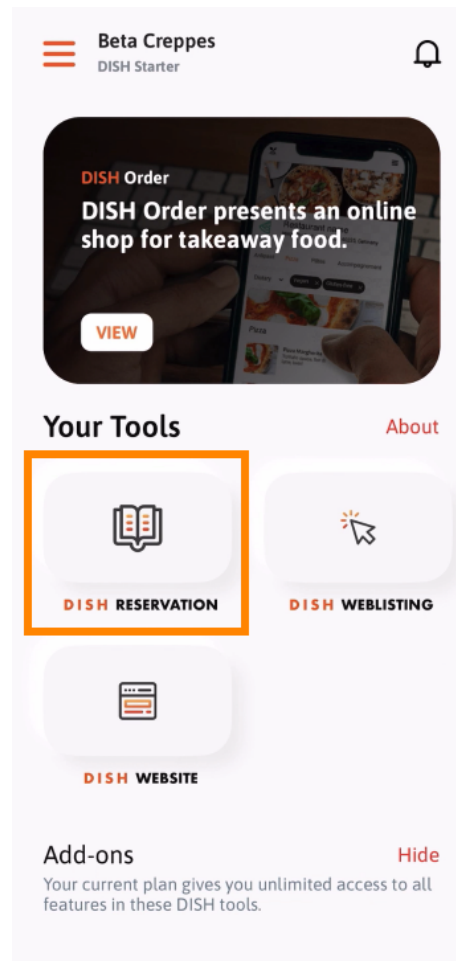 Beta Creppes
DISH Starter
DISH Order
DISH Order presents an online
shop for takeaway food.
VIEW
Your Tools
About
DISH RESERVATION
DISH WEBLISTING
DISH WEBSITE
Add-ons
Hide
Your current plan gives you unlimited access to all
features in these DISH tools.